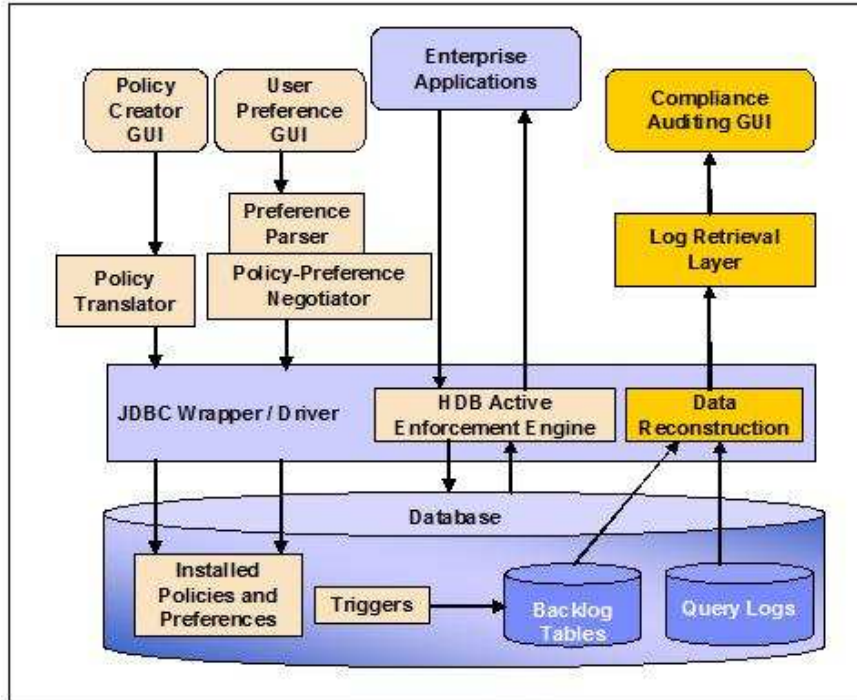 Policy
Creator
GUI
User
Preference
GUI
Enterprise
Applications
Compliance
Auditing GUI
Preference
Parser
Policy-Preference
Negotiator
Policy
Translator
Log Retrieval
Layer
JDBC Wrapper / Driver
HDB Active
Enforcement Engine
Data
Reconstruction
Database
Installed
Policies and
Preferences
Triggers
Backlog
Tables
Query Logs